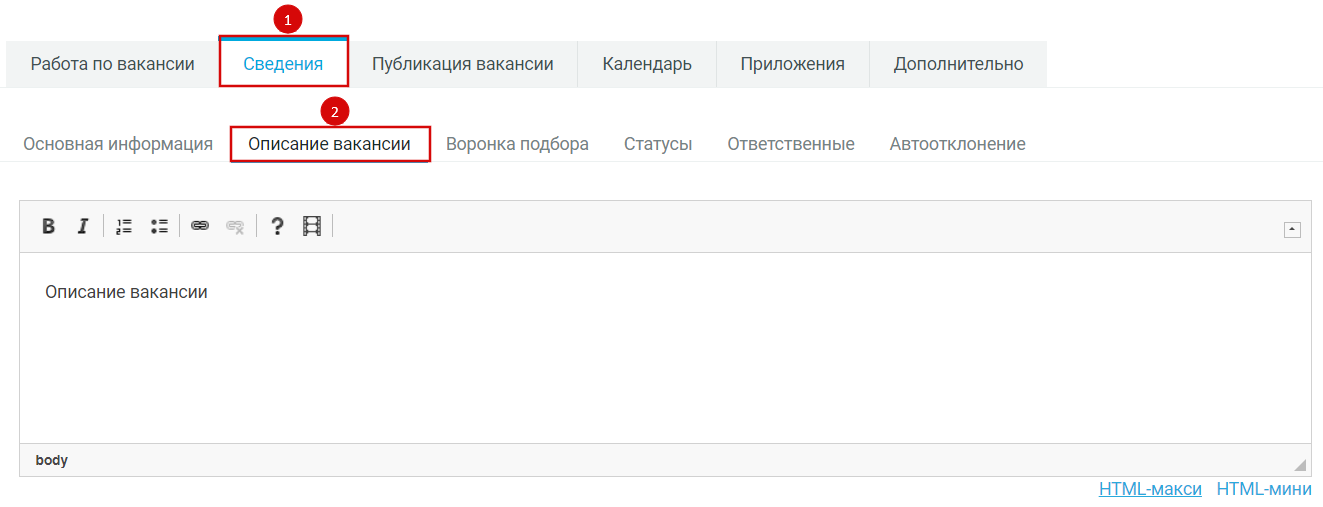 1
Работа по вакансии Сведения Публикация вакансии Календарь Приложения Дополнительно
2
Основная информация Описание вакансии Воронка подбора Статусы Ответственные Автоотклонение
B I ?
Описание вакансии
body
HTML-макси HTML-мини